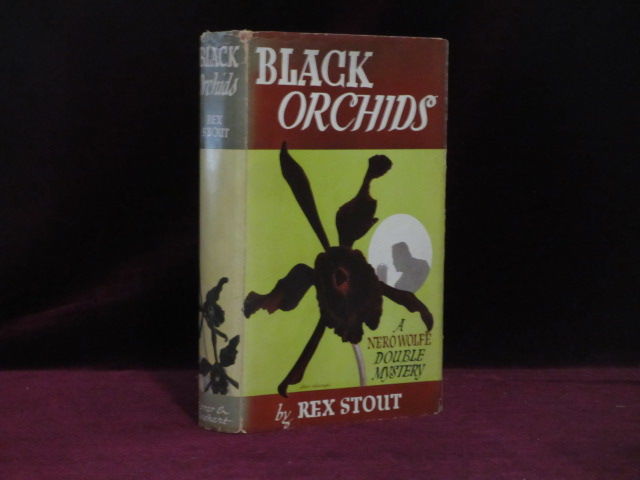 BLACK
Orchids
REX
STOUT
BLACK
ORCHIDS
A
NERO WOLFE
DOUBLE
MYSTERY
by REX STOUT